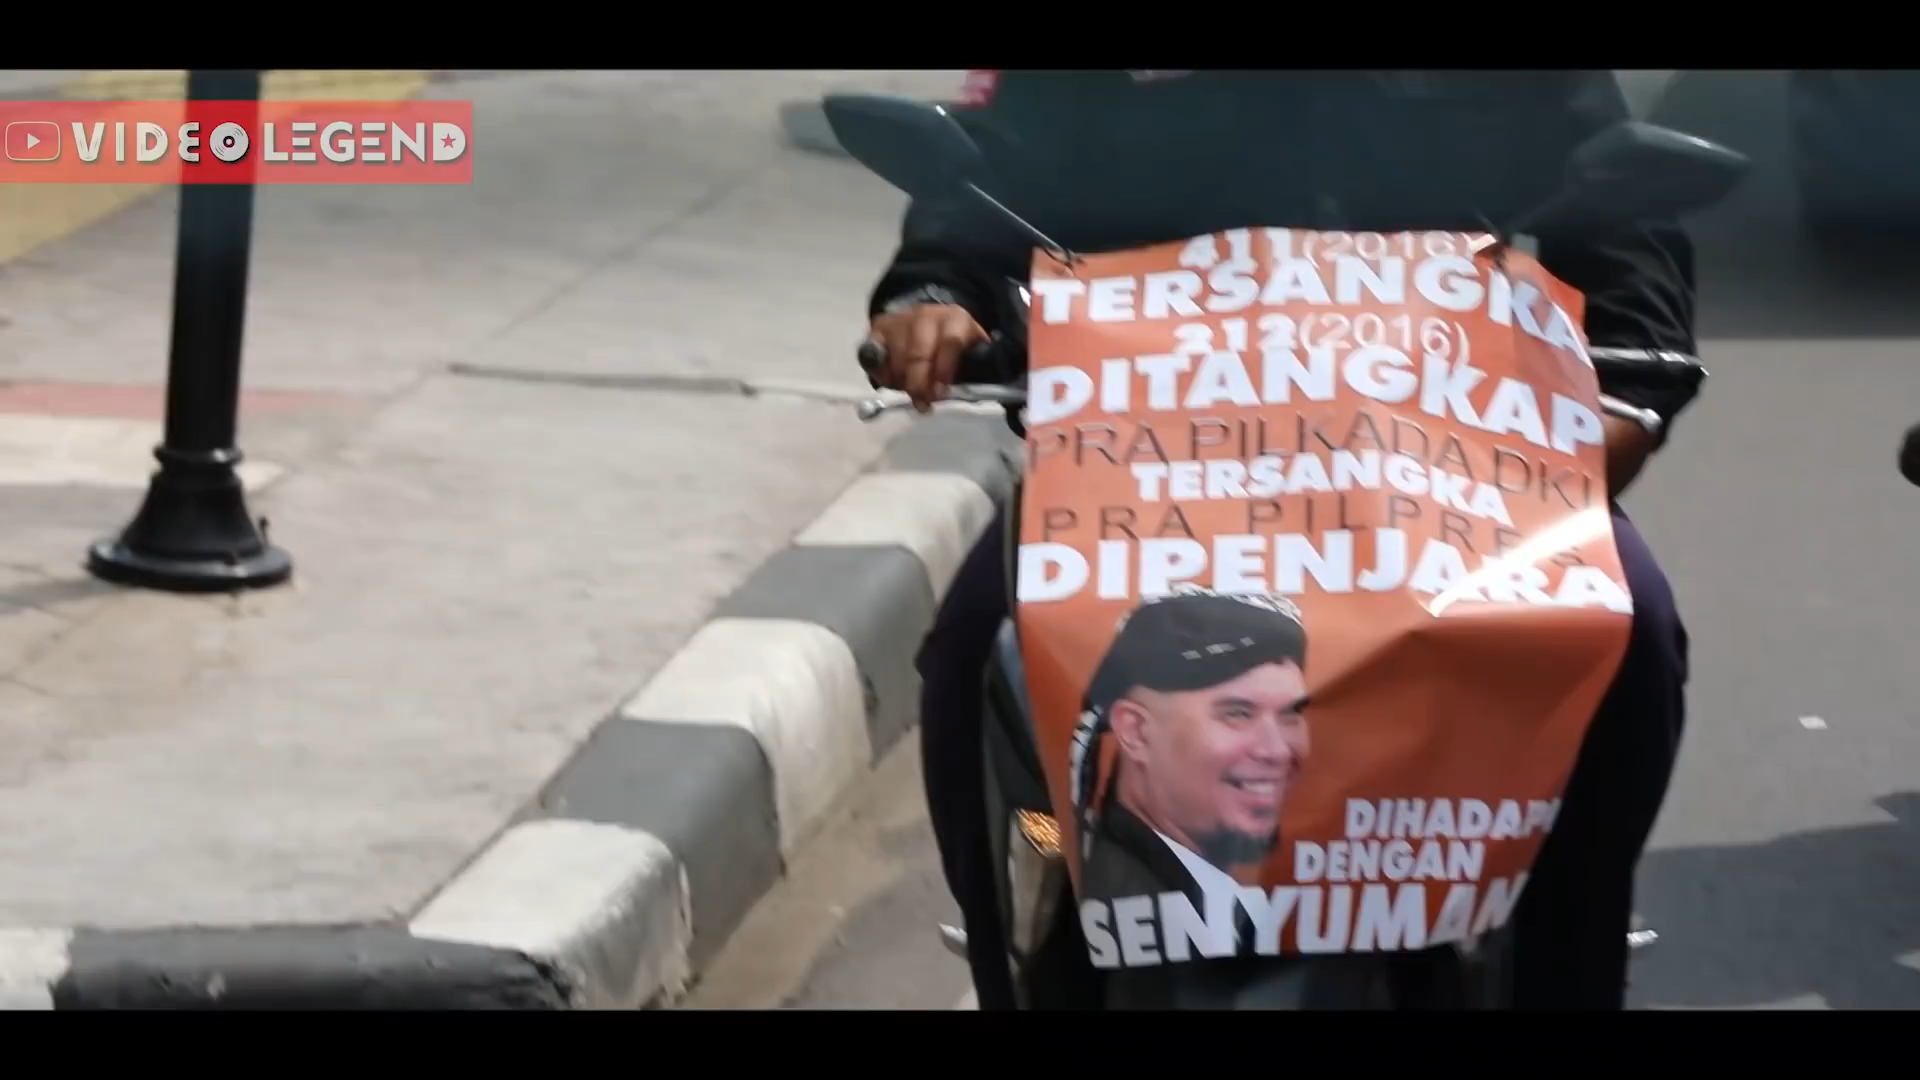 VIDEO LEGEND
411(2016)
TERSANGKA
212(2016)
DITANGKAP
PRA PILKADA DKI
TERSANGKA
PRA PILPRES
DIPENJARA
DIHADAPI
DENGAN
SENYUMAN